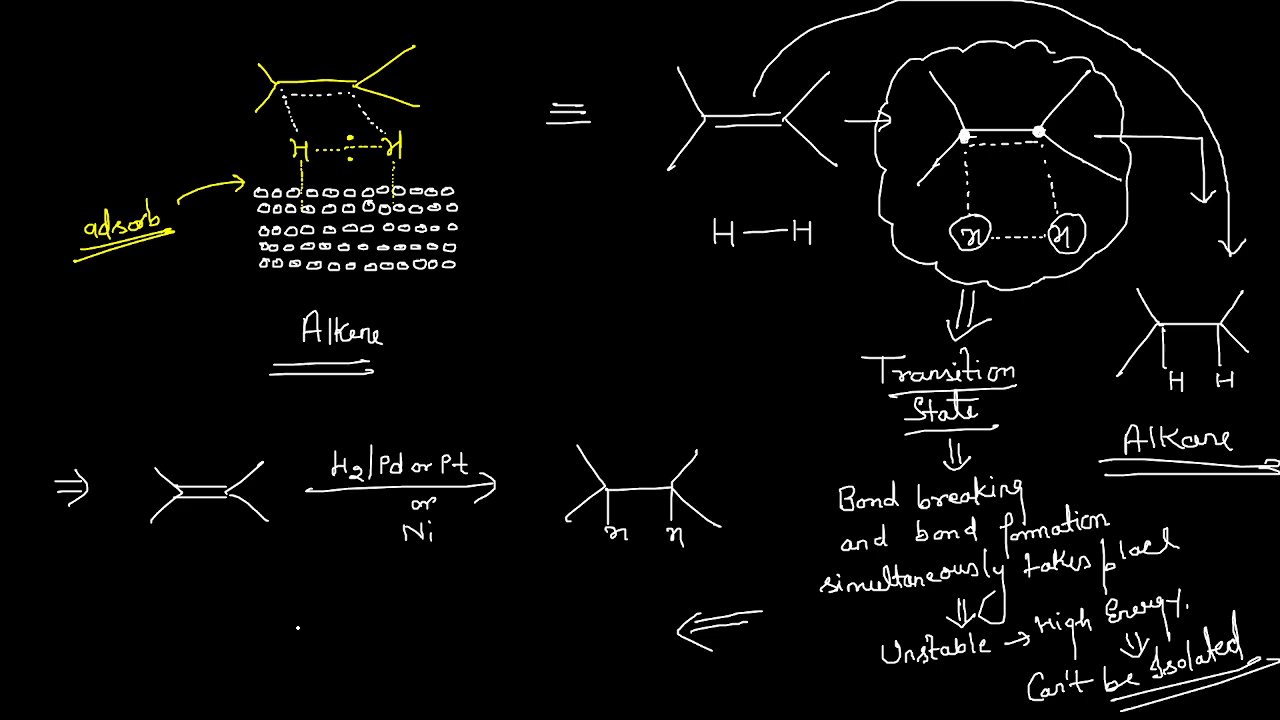 H H
adsorb
Alkene
H—H
H H
Transition
State
H H
Alkane
H2/Pd or Pt
or
Ni
H H
Bond breaking
and bond formation
simultaneously takes place
Unstable → High Energy.
Can't be Isolated